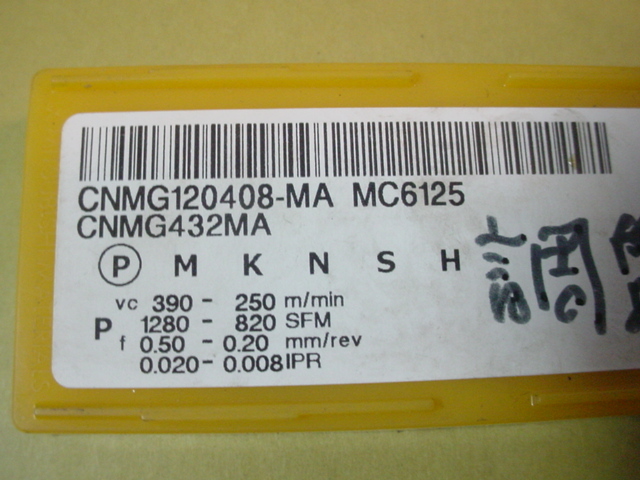 CNMG120408-MA MC6125
CNMG432MA
P M K N S H
P
vc 390 - 250 m/min
1280 - 820 SFM
f 0.50 - 0.20 mm/rev
0.020 - 0.008 IPR